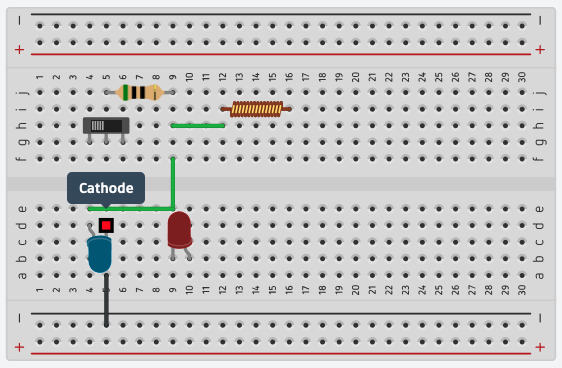 − −
+ +
1 2 3 4 5 6 7 8 9 10 11 12 13 14 15 16 17 18 19 20 21 22 23 24 25 26 27 28 29 30
j j
i i
h h
g g
f f
Cathode
e e
d d
c c
b b
a a
1 2 3 4 5 6 7 8 9 10 11 12 13 14 15 16 17 18 19 20 21 22 23 24 25 26 27 28 29 30
− −
+ +